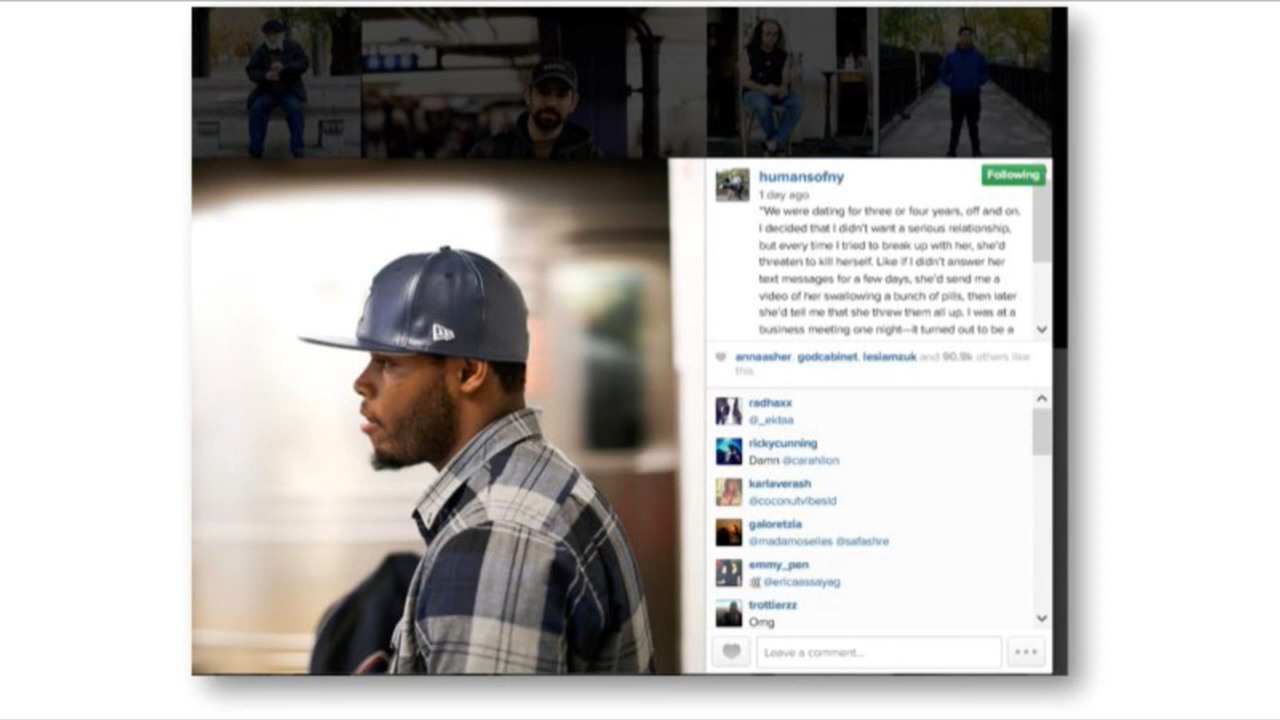 humansofny
Following
1 day ago
"We were dating for three or four years, off and on.
I decided that I didn't want a serious relationship,
but every time I tried to break up with her, she'd
threaten to kill herself. Like if I didn't answer her
text messages for a few days, she'd send me a
video of her swallowing a bunch of pills, then later
she'd tell me that she threw them all up. I was at a
business meeting one night—it turned out to be a
annaasher, godcabinet, lesiamzuk and 90.9k others like
this.
radhaxx
@_ektaa
rickycunning
Damn @carahllon
karlaverash
@coconutvibesld
galoretzia
@madamoselles @safashre
emmy_pen
:((( @ericaassayag
trottierzz
Omg
Leave a comment...